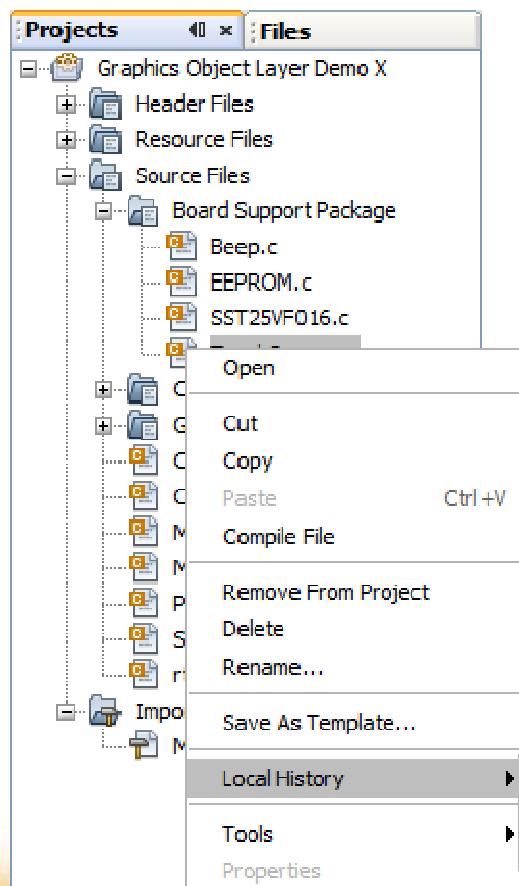 Projects
Files
Graphics Object Layer Demo X
Header Files
Resource Files
Source Files
Board Support Package
Beep.c
EEPROM.c
SST25VF016.c
Open
C
G
Cut
C
Copy
C
Paste Ctrl+V
M
Compile File
M
P
Remove From Project
S
Delete
r
Rename...
Impo
Save As Template...
M
Local History
Tools
Properties